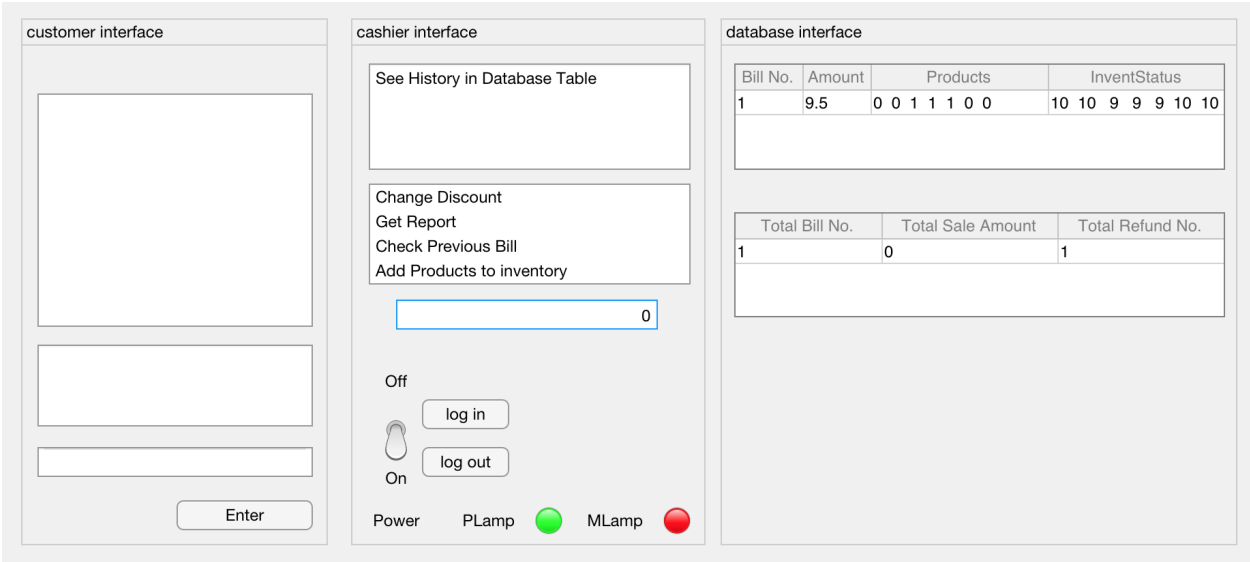 customer interface
Enter
cashier interface
See History in Database Table
Change Discount
Get Report
Check Previous Bill
Add Products to inventory
0
Off
log in
log out
On
Power PLamp MLamp
database interface
Bill No. Amount Products InventStatus
1 9.5 0 0 1 1 1 0 0 10 10 9 9 9 10 10
Total Bill No. Total Sale Amount Total Refund No.
1 0 1